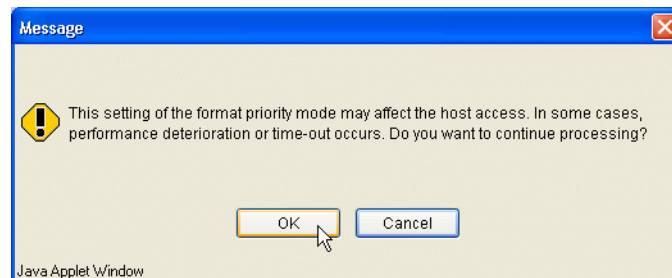 Message
This setting of the format priority mode may affect the host access. In some cases,
performance deterioration or time-out occurs. Do you want to continue processing?
OK Cancel
Java Applet Window